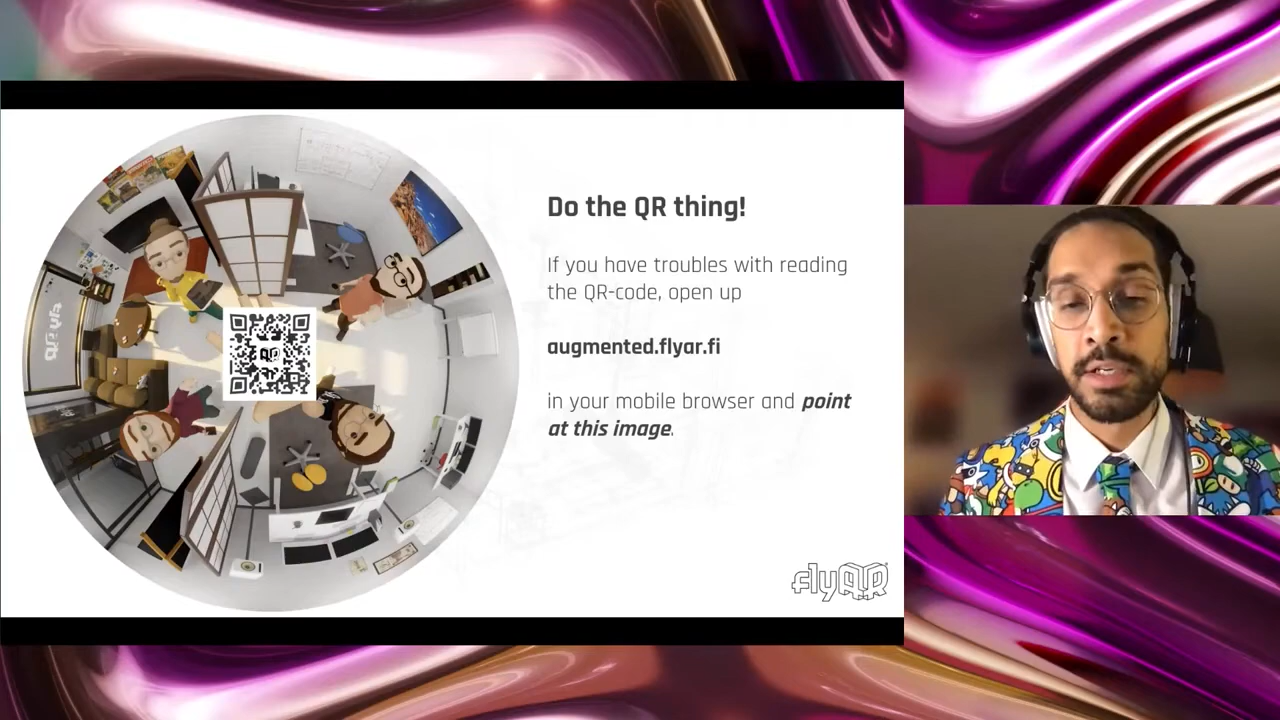 Do the QR thing!
If you have troubles with reading
the QR-code, open up
augmented.flyar.fi
in your mobile browser and point
at this image.
flyAR